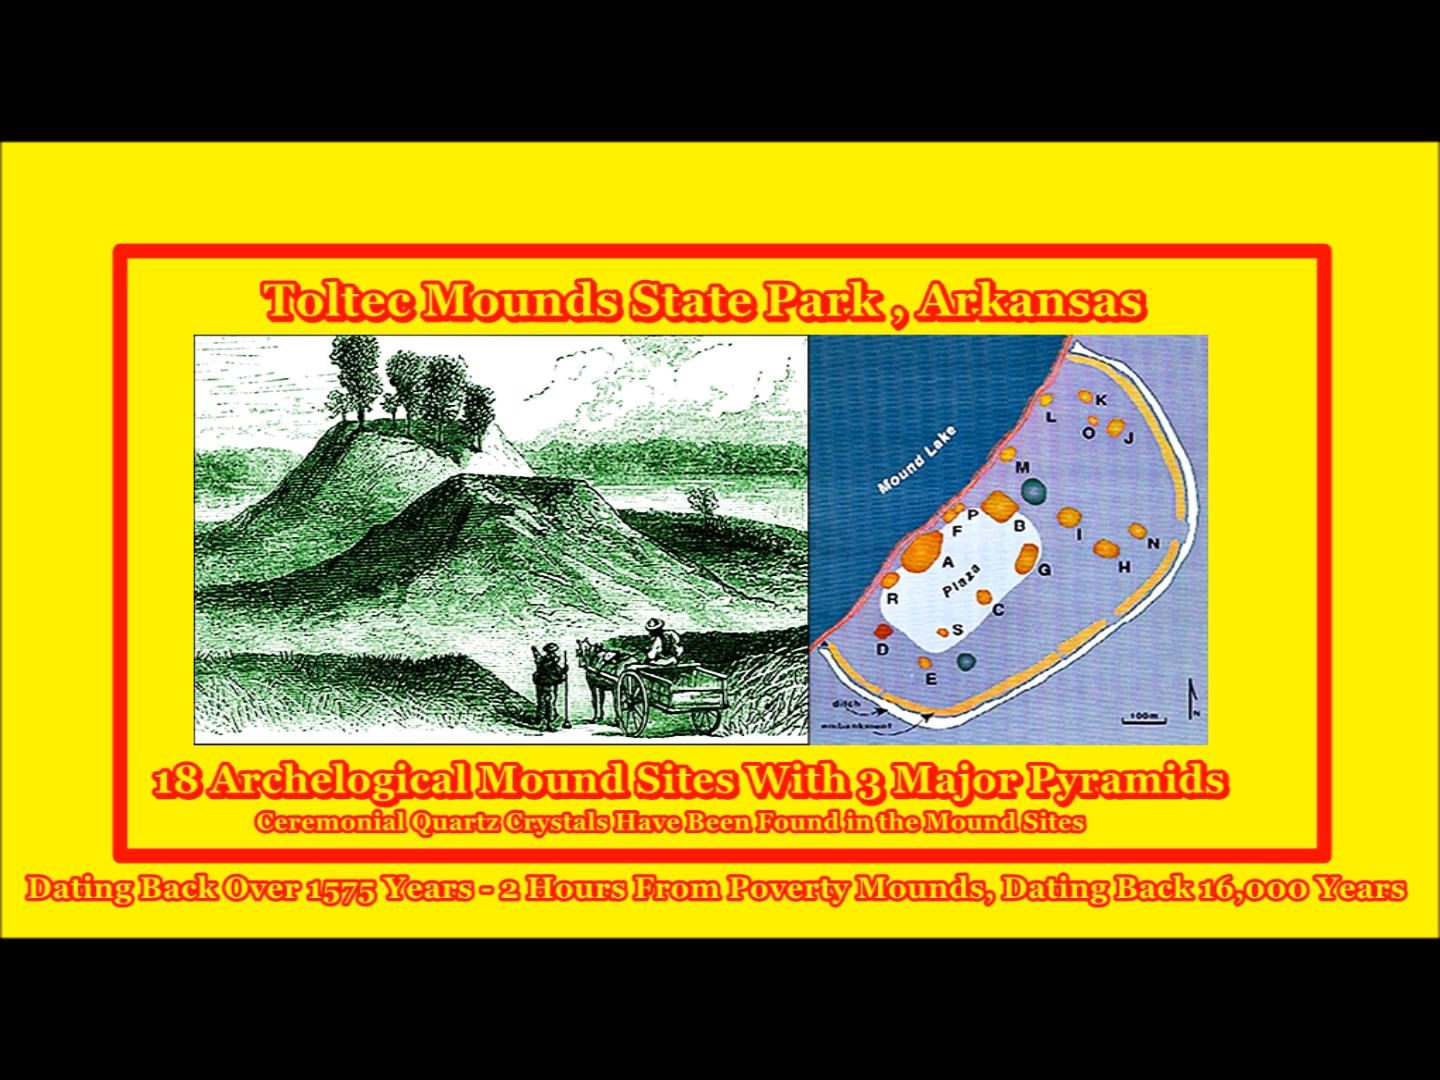 Toltec Mounds State Park , Arkansas
Mound Lake
K
L
O
J
M
P
B
F
I
N
A
H
G
Plaza
R
C
S
D
E
ditch
embankment
100m
N
18 Archelogical Mound Sites With 3 Major Pyramids
Ceremonial Quartz Crystals Have Been Found in the Mound Sites
Dating Back Over 1575 Years - 2 Hours From Poverty Mounds, Dating Back 16,000 Years